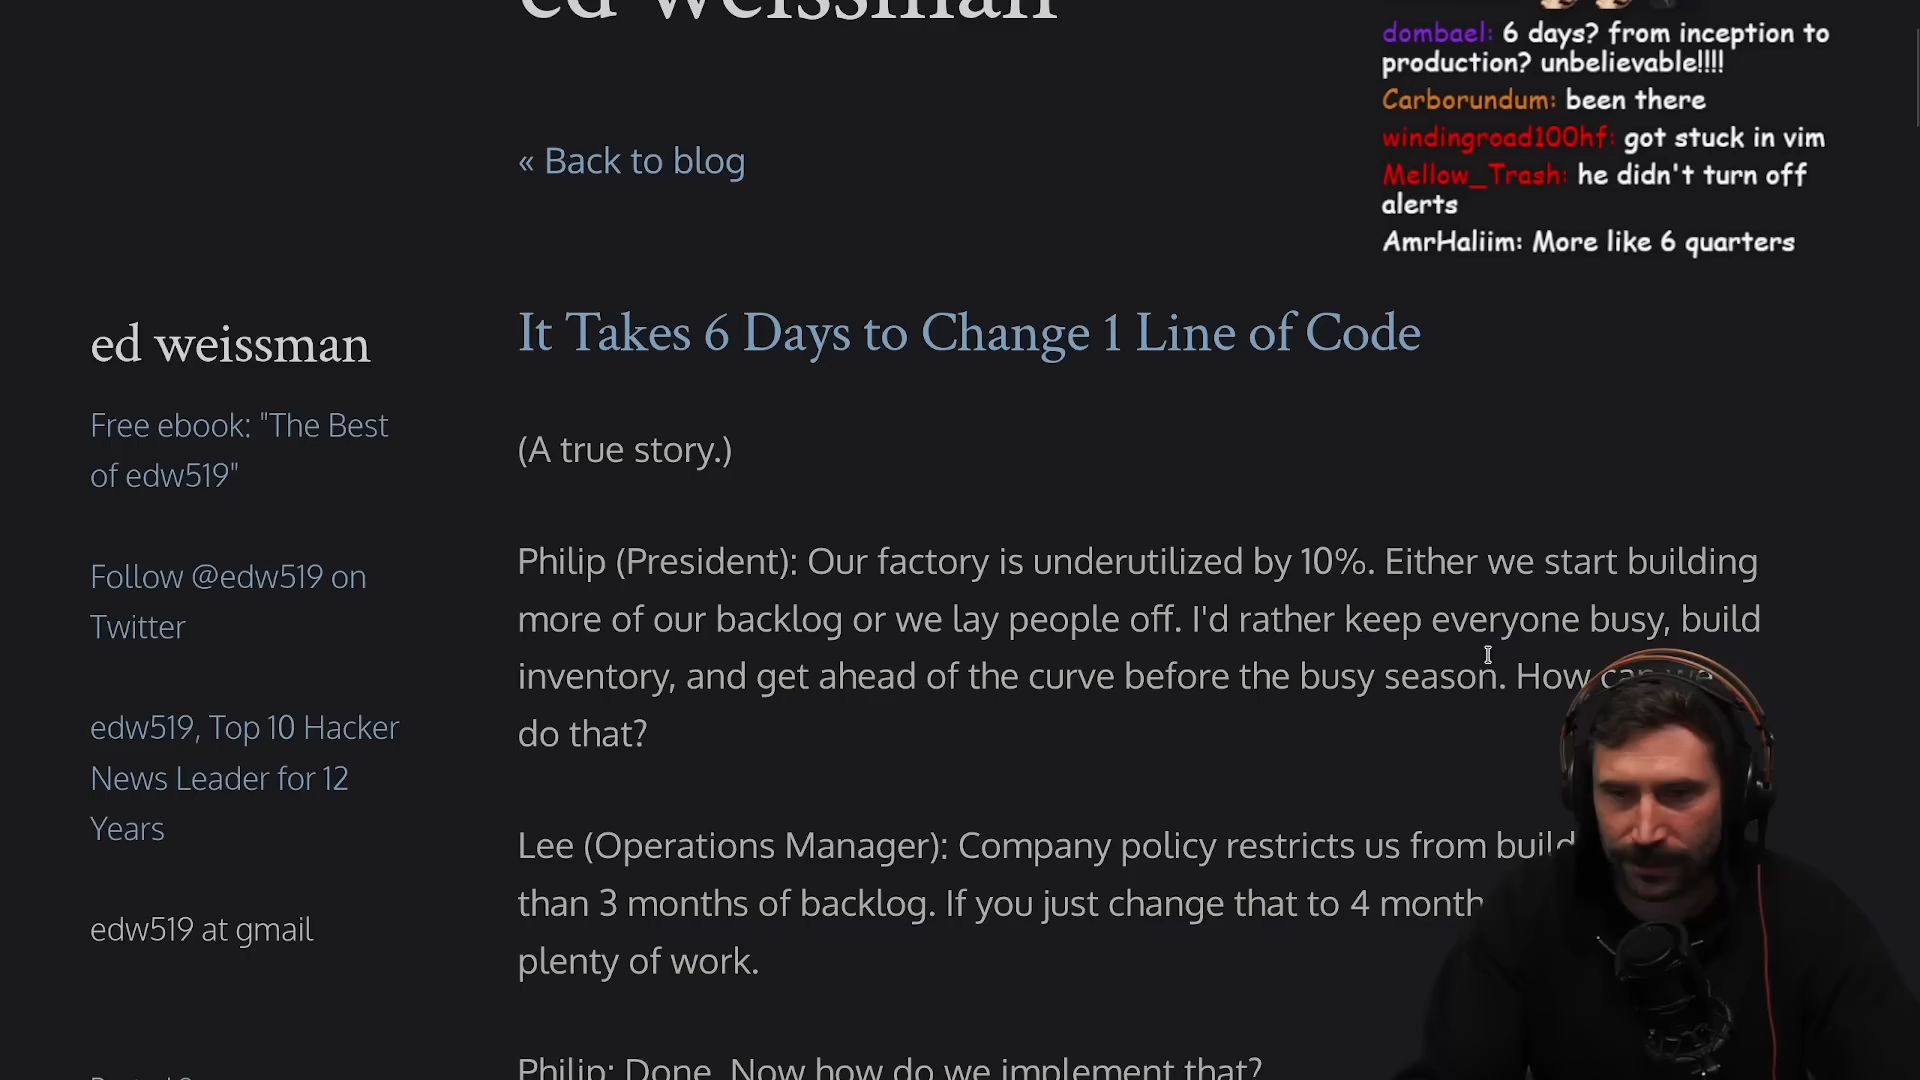 ed weissman
« Back to blog
dombael: 6 days? from inception to
production? unbelievable!!!!
Carborundum: been there
windingroad100hf: got stuck in vim
Mellow_Trash: he didn't turn off
alerts
AmrHaliim: More like 6 quarters
ed weissman
Free ebook: "The Best
of edw519"
Follow @edw519 on
Twitter
edw519, Top 10 Hacker
News Leader for 12
Years
edw519 at gmail
It Takes 6 Days to Change 1 Line of Code
(A true story.)
Philip (President): Our factory is underutilized by 10%. Either we start building
more of our backlog or we lay people off. I'd rather keep everyone busy, build
inventory, and get ahead of the curve before the busy season. How can we
do that?
Lee (Operations Manager): Company policy restricts us from build
than 3 months of backlog. If you just change that to 4 month
plenty of work.
Philip: Done. Now how do we implement that?